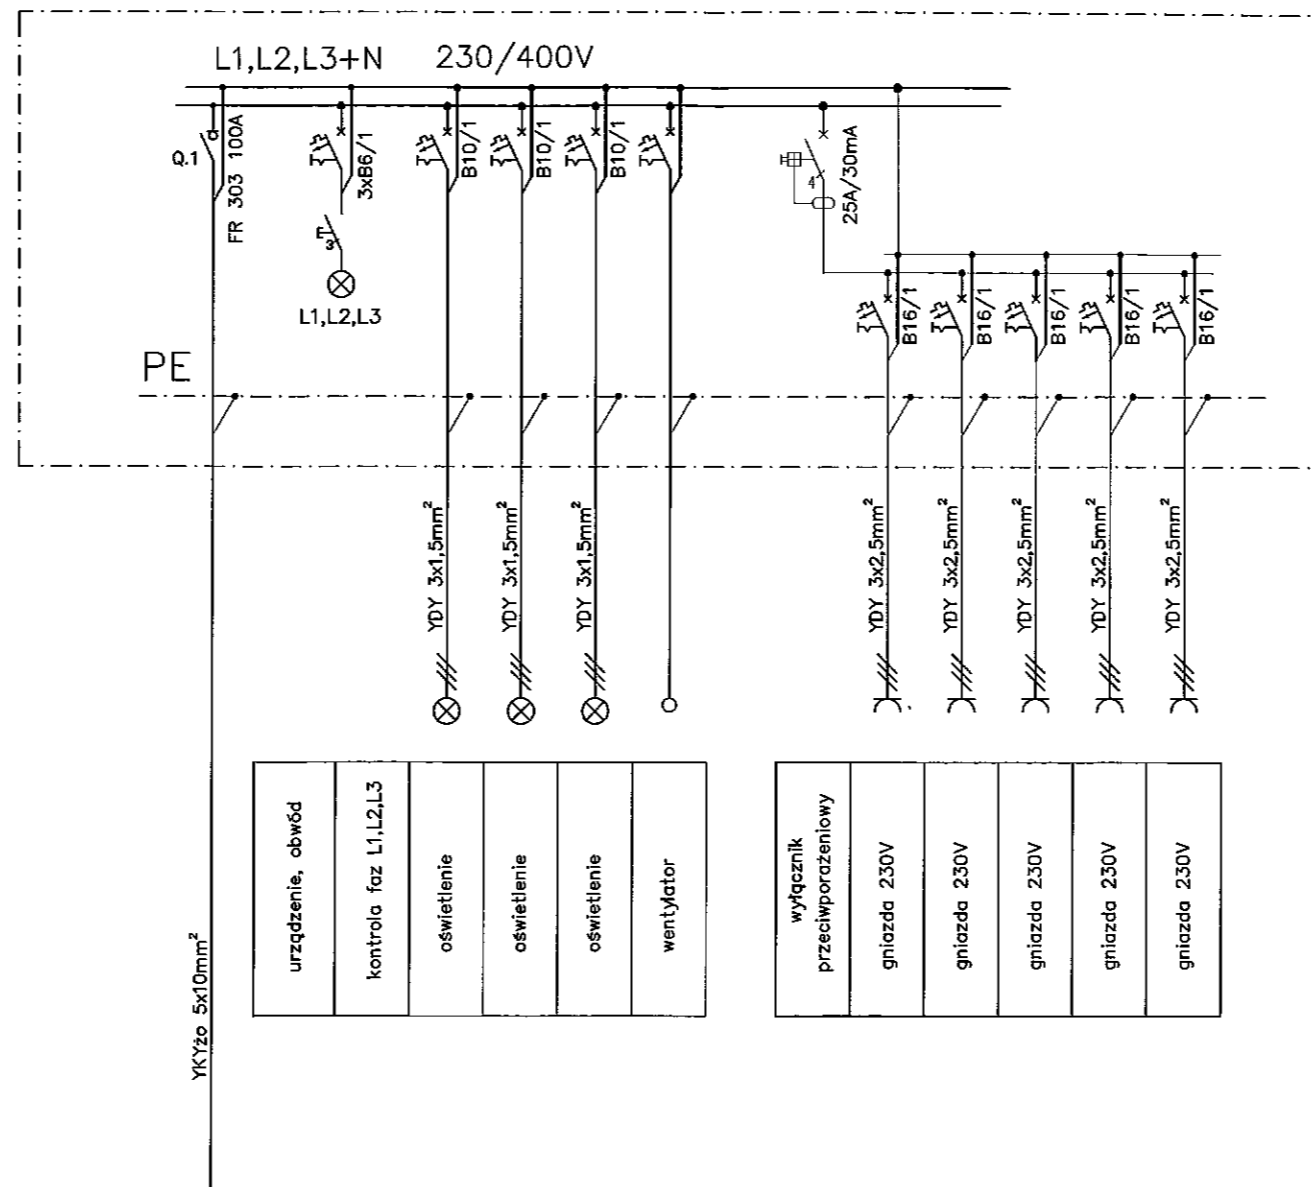 L1,L2,L3+N 230/400V
Q.1
FR 303 100A
3xB6/1
B10/1
B10/1
B10/1
4
25A/30mA
3
L1,L2,L3
B16/1
B16/1
B16/1
B16/1
B16/1
PE
YDY 3x1,5mm²
YDY 3x1,5mm²
YDY 3x1,5mm²
YDY 3x2,5mm²
YDY 3x2,5mm²
YDY 3x2,5mm²
YDY 3x2,5mm²
YDY 3x2,5mm²
YKYżo 5x10mm²
urządzenie, obwód
kontrola faz L1,L2,L3
oświetlenie
oświetlenie
oświetlenie
wentylator
wyłącznik
przeciwporażeniowy
gniazda 230V
gniazda 230V
gniazda 230V
gniazda 230V
gniazda 230V